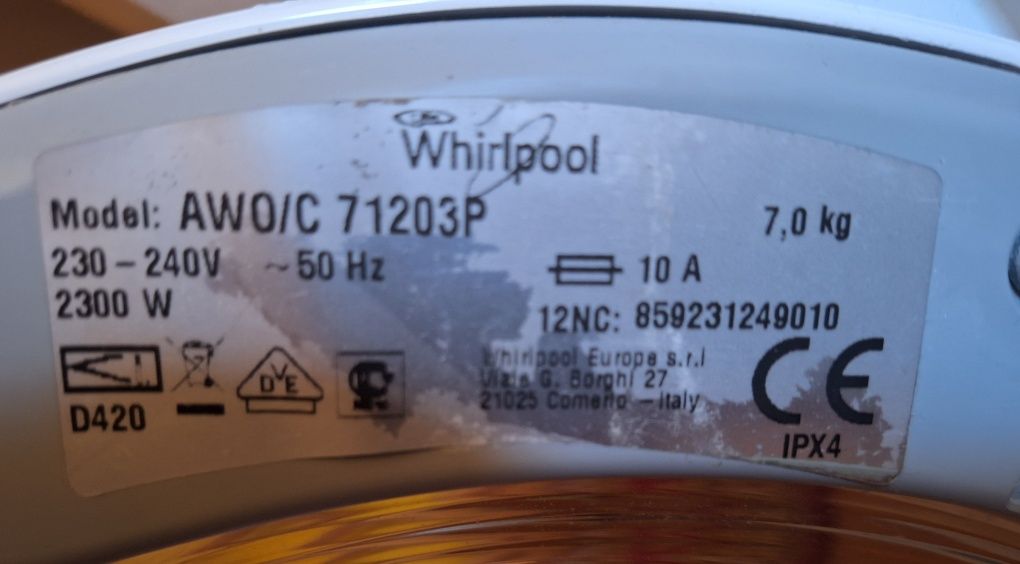 Whirlpool
Model: AWO/C 71203P 7,0 kg
230 – 240V ~ 50 Hz 10 A
2300 W
12NC: 859231249010
Whirlpool Europe s.r.l
Viale G. Borghi 27
21025 Comerio – Italy
D420
DVE
CE
IPX4